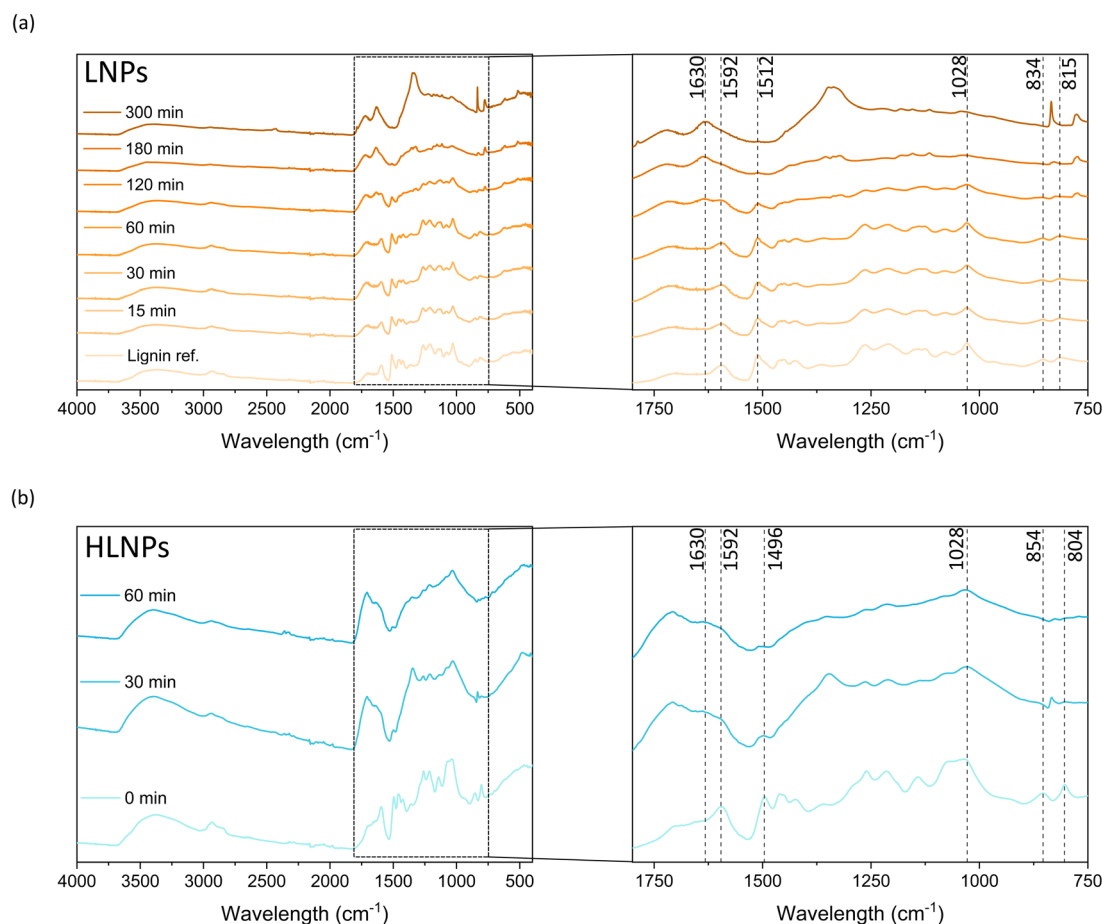 (a)
LNPs
300 min
180 min
120 min
60 min
30 min
15 min
Lignin ref.
4000 3500 3000 2500 2000 1500 1000 500
Wavelength (cm⁻¹)
1630 1592 1512 1028 834 815
1750 1500 1250 1000 750
Wavelength (cm⁻¹)
(b)
HLNPs
60 min
30 min
0 min
4000 3500 3000 2500 2000 1500 1000 500
Wavelength (cm⁻¹)
1630 1592 1496 1028 854 804
1750 1500 1250 1000 750
Wavelength (cm⁻¹)